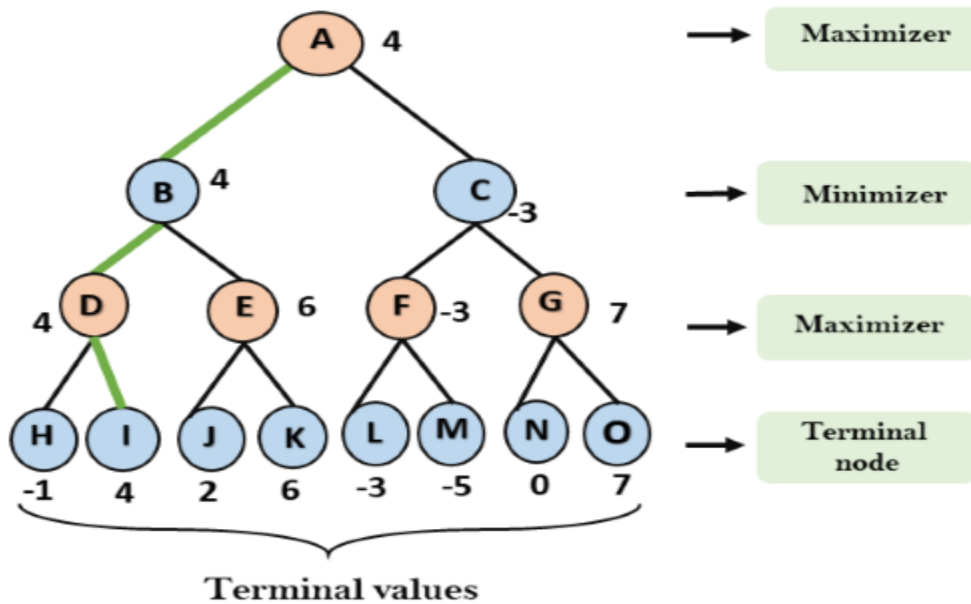 A 4 Maximizer
B 4 C -3 Minimizer
D 4 E 6 F -3 G 7 Maximizer
H I J K L M N O Terminal
node
-1 4 2 6 -3 -5 0 7
Terminal values